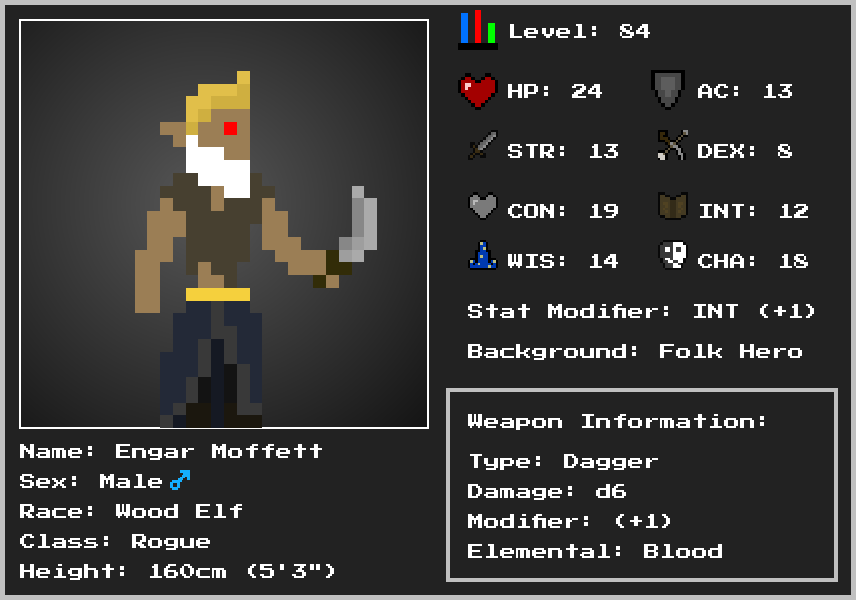 Level: 84
HP: 24
AC: 13
STR: 13
DEX: 8
CON: 19
INT: 12
WIS: 14
CHA: 18
Stat Modifier: INT (+1)
Background: Folk Hero
Weapon Information:
Type: Dagger
Damage: d6
Modifier: (+1)
Elemental: Blood
Name: Engar Moffett
Sex: Male♂
Race: Wood Elf
Class: Rogue
Height: 160cm (5'3")